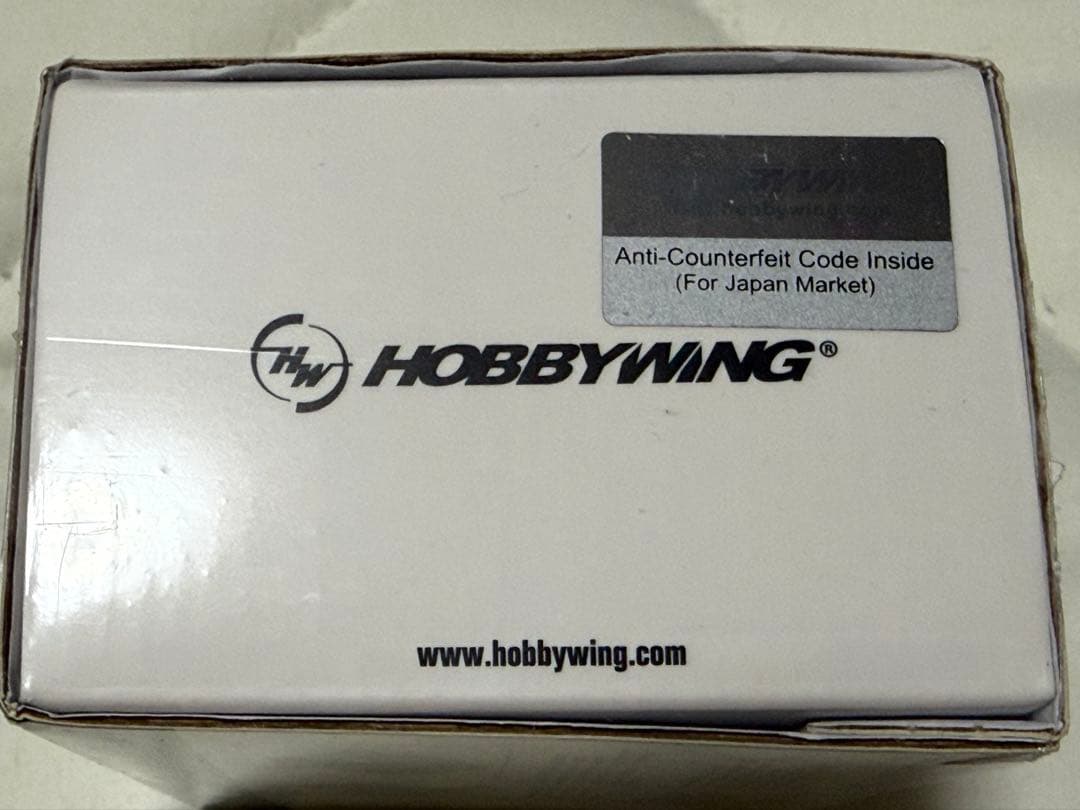 Anti-Counterfeit Code Inside
(For Japan Market)
HW HOBBYWING®
www.hobbywing.com